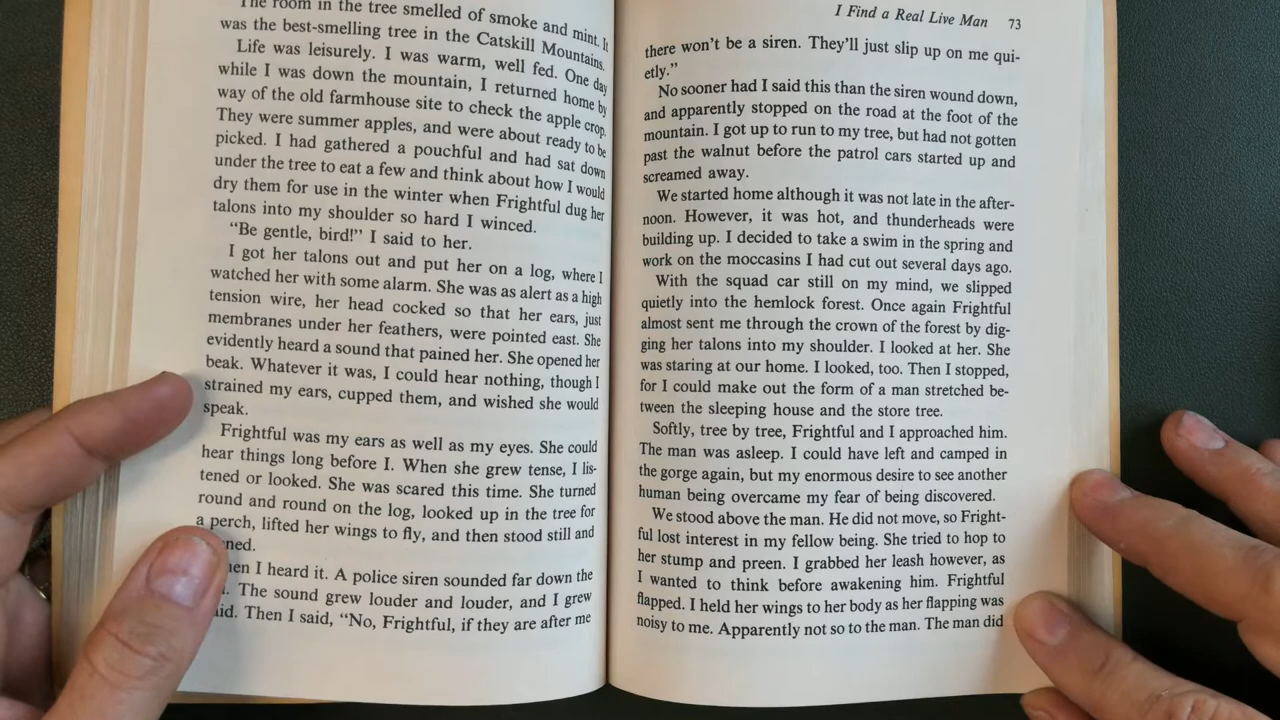 The room in the tree smelled of smoke and mint. It
was the best-smelling tree in the Catskill Mountains.
Life was leisurely. I was warm, well fed. One day
while I was down the mountain, I returned home by
way of the old farmhouse site to check the apple crop.
They were summer apples, and were about ready to be
picked. I had gathered a pouchful and had sat down
under the tree to eat a few and think about how I would
dry them for use in the winter when Frightful dug her
talons into my shoulder so hard I winced.
“Be gentle, bird!” I said to her.
I got her talons out and put her on a log, where I
watched her with some alarm. She was as alert as a high
tension wire, her head cocked so that her ears, just
membranes under her feathers, were pointed east. She
evidently heard a sound that pained her. She opened her
beak. Whatever it was, I could hear nothing, though I
strained my ears, cupped them, and wished she would
speak.
Frightful was my ears as well as my eyes. She could
hear things long before I. When she grew tense, I lis-
tened or looked. She was scared this time. She turned
round and round on the log, looked up in the tree for
a perch, lifted her wings to fly, and then stood still and
ned.
hen I heard it. A police siren sounded far down the
. The sound grew louder and louder, and I grew
aid. Then I said, “No, Frightful, if they are after me
I Find a Real Live Man 73
there won’t be a siren. They’ll just slip up on me qui-
etly.”
No sooner had I said this than the siren wound down,
and apparently stopped on the road at the foot of the
mountain. I got up to run to my tree, but had not gotten
past the walnut before the patrol cars started up and
screamed away.
We started home although it was not late in the after-
noon. However, it was hot, and thunderheads were
building up. I decided to take a swim in the spring and
work on the moccasins I had cut out several days ago.
With the squad car still on my mind, we slipped
quietly into the hemlock forest. Once again Frightful
almost sent me through the crown of the forest by dig-
ging her talons into my shoulder. I looked at her. She
was staring at our home. I looked, too. Then I stopped,
for I could make out the form of a man stretched be-
tween the sleeping house and the store tree.
Softly, tree by tree, Frightful and I approached him.
The man was asleep. I could have left and camped in
the gorge again, but my enormous desire to see another
human being overcame my fear of being discovered.
We stood above the man. He did not move, so Fright-
ful lost interest in my fellow being. She tried to hop to
her stump and preen. I grabbed her leash however, as
I wanted to think before awakening him. Frightful
flapped. I held her wings to her body as her flapping was
noisy to me. Apparently not so to the man. The man did